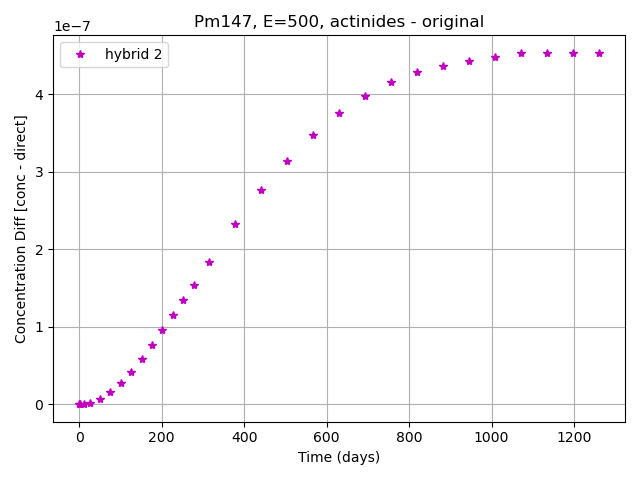 Pm147, E=500, actinides - original
1e−7
hybrid 2
4
3
2
1
0
Concentration Diff [conc - direct]
0 200 400 600 800 1000 1200
Time (days)